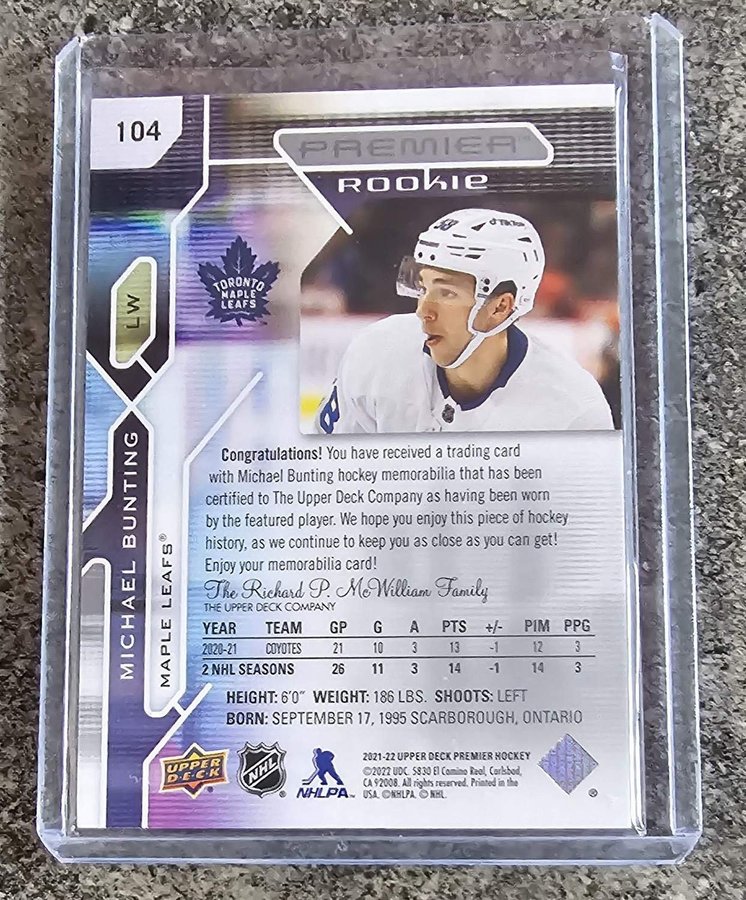 104
PREMIER™
ROOKIE
TORONTO
MAPLE
LEAFS
LW
MICHAEL BUNTING
MAPLE LEAFS®
58
8
Congratulations! You have received a trading card
with Michael Bunting hockey memorabilia that has been
certified to The Upper Deck Company as having been worn
by the featured player. We hope you enjoy this piece of hockey
history, as we continue to keep you as close as you can get!
Enjoy your memorabilia card!
The Richard P. McWilliam Family
THE UPPER DECK COMPANY
YEAR TEAM GP G A PTS +/- PIM PPG
2020-21 COYOTES 21 10 3 13 -1 12 3
2 NHL SEASONS 26 11 3 14 -1 14 3
HEIGHT: 6'0" WEIGHT: 186 LBS. SHOOTS: LEFT
BORN: SEPTEMBER 17, 1995 SCARBOROUGH, ONTARIO
UPPER
DECK
NHL
NHLPA™
2021-22 UPPER DECK PREMIER HOCKEY
©2022 UDC. 5830 El Camino Real, Carlsbad,
CA 92008. All rights reserved. Printed in the
USA. ©NHLPA. © NHL.
®